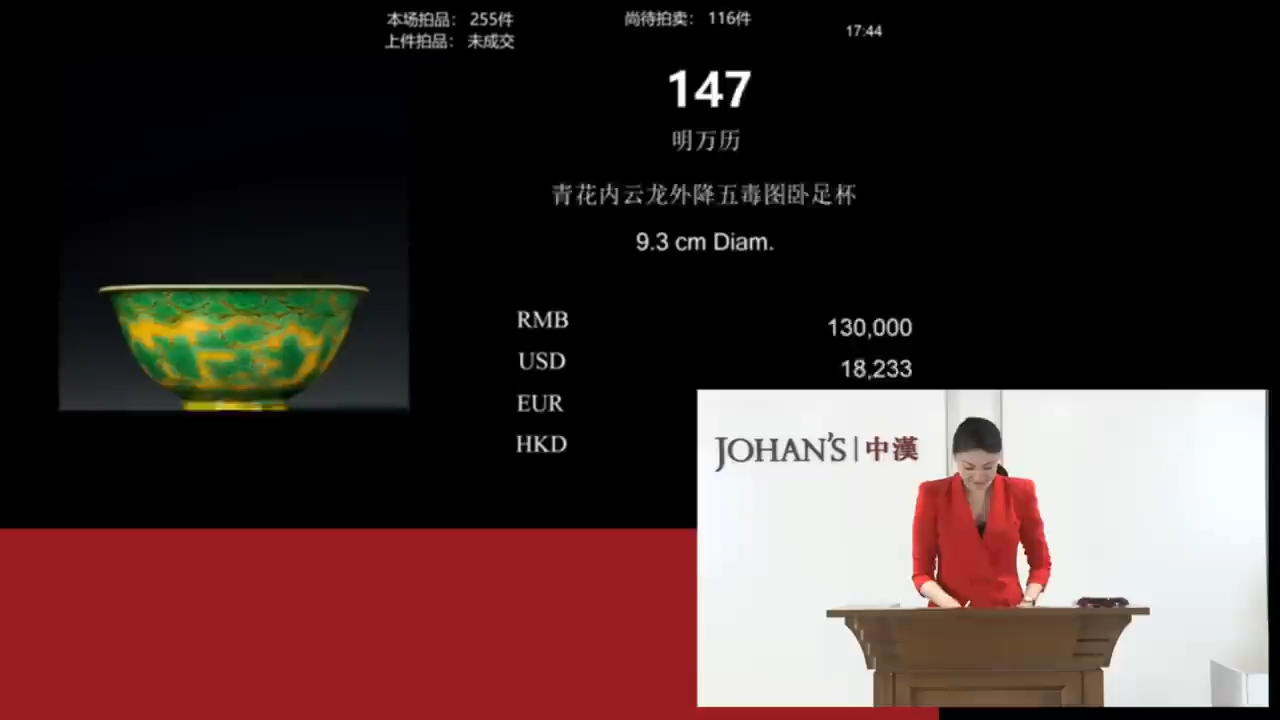 本场拍品: 255件
尚待拍卖: 116件
17:44
上件拍品: 未成交
147
明万历
青花内云龙外降五毒图卧足杯
9.3 cm Diam.
RMB 130,000
USD 18,233
EUR
HKD
JOHAN'S | 中漢